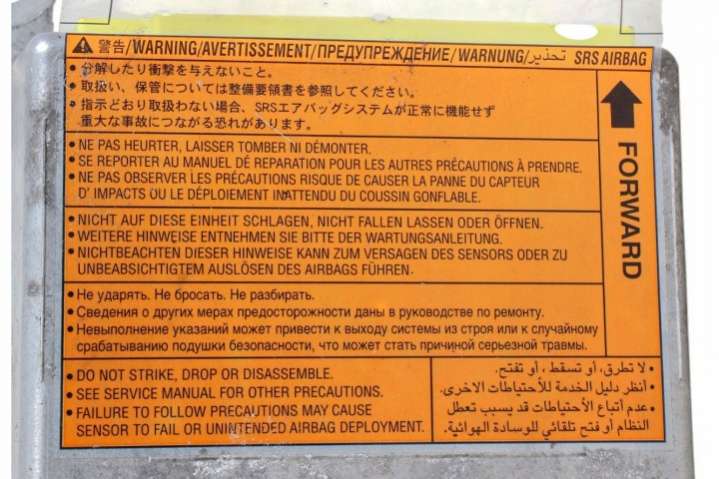 警告/WARNING/AVERTISSEMENT/ПРЕДУПРЕЖДЕНИЕ/WARNUNG/تحذير SRS AIRBAG
• 分解したり衝撃を与えないこと。
• 取扱い、保管については整備要領書を参照してください。
• 指示どおり取扱わない場合、SRSエアバッグシステムが正常に機能せず
重大な事故につながる恐れがあります。
• NE PAS HEURTER, LAISSER TOMBER NI DÉMONTER.
• SE REPORTER AU MANUEL DÉ REPARATION POUR LES AUTRES PRÉCAUTIONS À PRENDRE.
• NE PAS OBSERVER LES PRÉCAUTIONS RISQUE DE CAUSER LA PANNE DU CAPTEUR
D' IMPACTS OU LE DÉPLOIEMENT INATTENDU DU COUSSIN GONFLABLE.
• NICHT AUF DIESE EINHEIT SCHLAGEN, NICHT FALLEN LASSEN ODER ÖFFNEN.
• WEITERE HINWEISE ENTNEHMEN SIE BITTE DER WARTUNGSANLEITUNG.
• NICHTBEACHTEN DIESER HINWEISE KANN ZUM VERSAGEN DES SENSORS ODER ZU
UNBEABSICHTIGTEM AUSLÖSEN DES AIRBAGS FÜHREN.
FORWARD
• Не ударять. Не бросать. Не разбирать.
• Сведения о других мерах предосторожности даны в руководстве по ремонту.
• Невыполнение указаний может привести к выходу системы из строя или к случайному
срабатыванию подушки безопасности, что может стать причиной серьезной травмы.
• DO NOT STRIKE, DROP OR DISASSEMBLE.
• SEE SERVICE MANUAL FOR OTHER PRECAUTIONS.
• FAILURE TO FOLLOW PRECAUTIONS MAY CAUSE
SENSOR TO FAIL OR UNINTENDED AIRBAG DEPLOYMENT.
• لا تطرق، أو تسقط، أو تفتح.
• أنظر دليل الخدمة للأحتياطات الاخرى.
• عدم أتباع الأحتياطات قد يسبب تعطل
النظام أو فتح تلقائي للوسادة الهوائية.